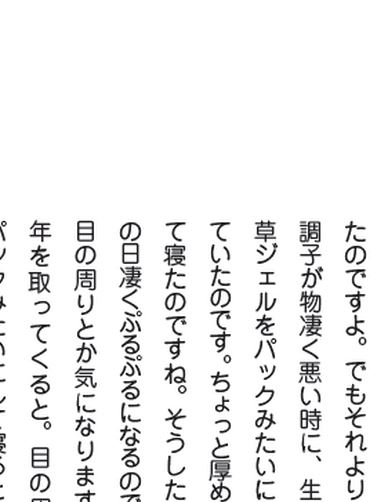 たのですよ。でもそれより
調子が物凄く悪い時に、生
草ジェルをパックみたいに
ていたのです。ちょっと厚め
て寝たのですね。そうした
の日凄くぷるぷるになるので
目の周りとか気になります
年を取ってくると。目の周